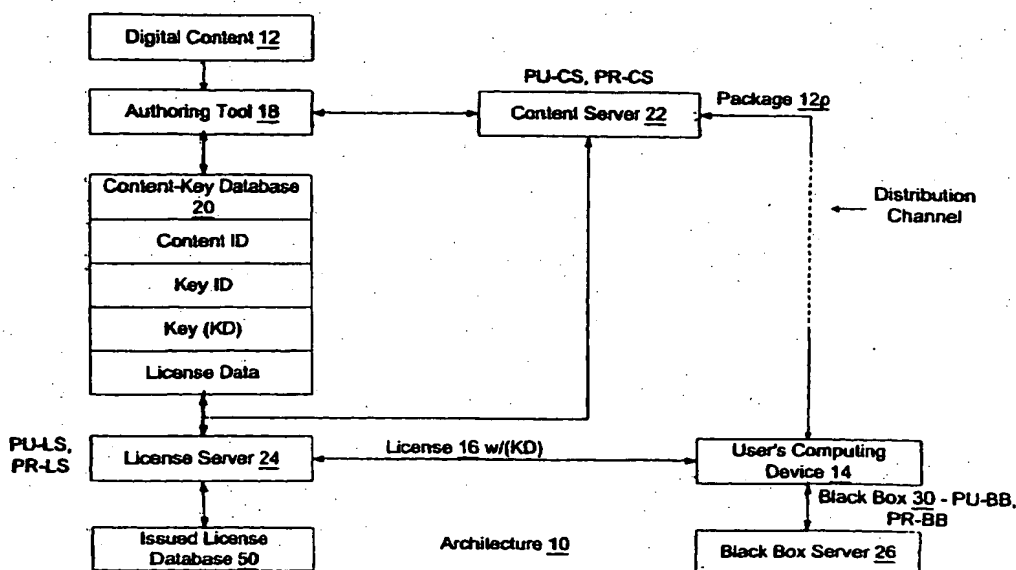 Digital Content 12
Authoring Tool 18
PU-CS, PR-CS
Content Server 22
Package 12p
Content-Key Database
20
Content ID
Key ID
Key (KD)
License Data
Distribution
Channel
PU-LS,
PR-LS
License Server 24
License 16 w/(KD)
User's Computing
Device 14
Black Box 30 - PU-BB,
PR-BB
Issued License
Database 50
Architecture 10
Black Box Server 26